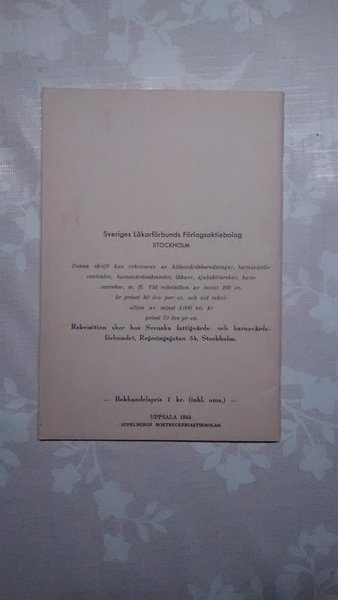 Sveriges Läkarförbunds Förlagsaktiebolag
STOCKHOLM
Denna skrift kan rekvireras av hälsovårdsberedningar, barnavårds-
centraler, barnavårdsnämnder, läkare, sjuksköterskor, barn-
morskor, m. fl. Vid rekvisition av minst 100 ex.
är priset 80 öre per ex. och vid rekvi-
sition av minst 1,000 ex. är
priset 70 öre pr ex.
Rekvisition sker hos Svenska fattigvårds- och barnavårds-
förbundet, Regeringsgatan 54, Stockholm.
— Bokhandelspris 1 kr. (inkl. oms.) —
UPPSALA 1944
APPELBERGS BOKTRYCKERIAKTIEBOLAG